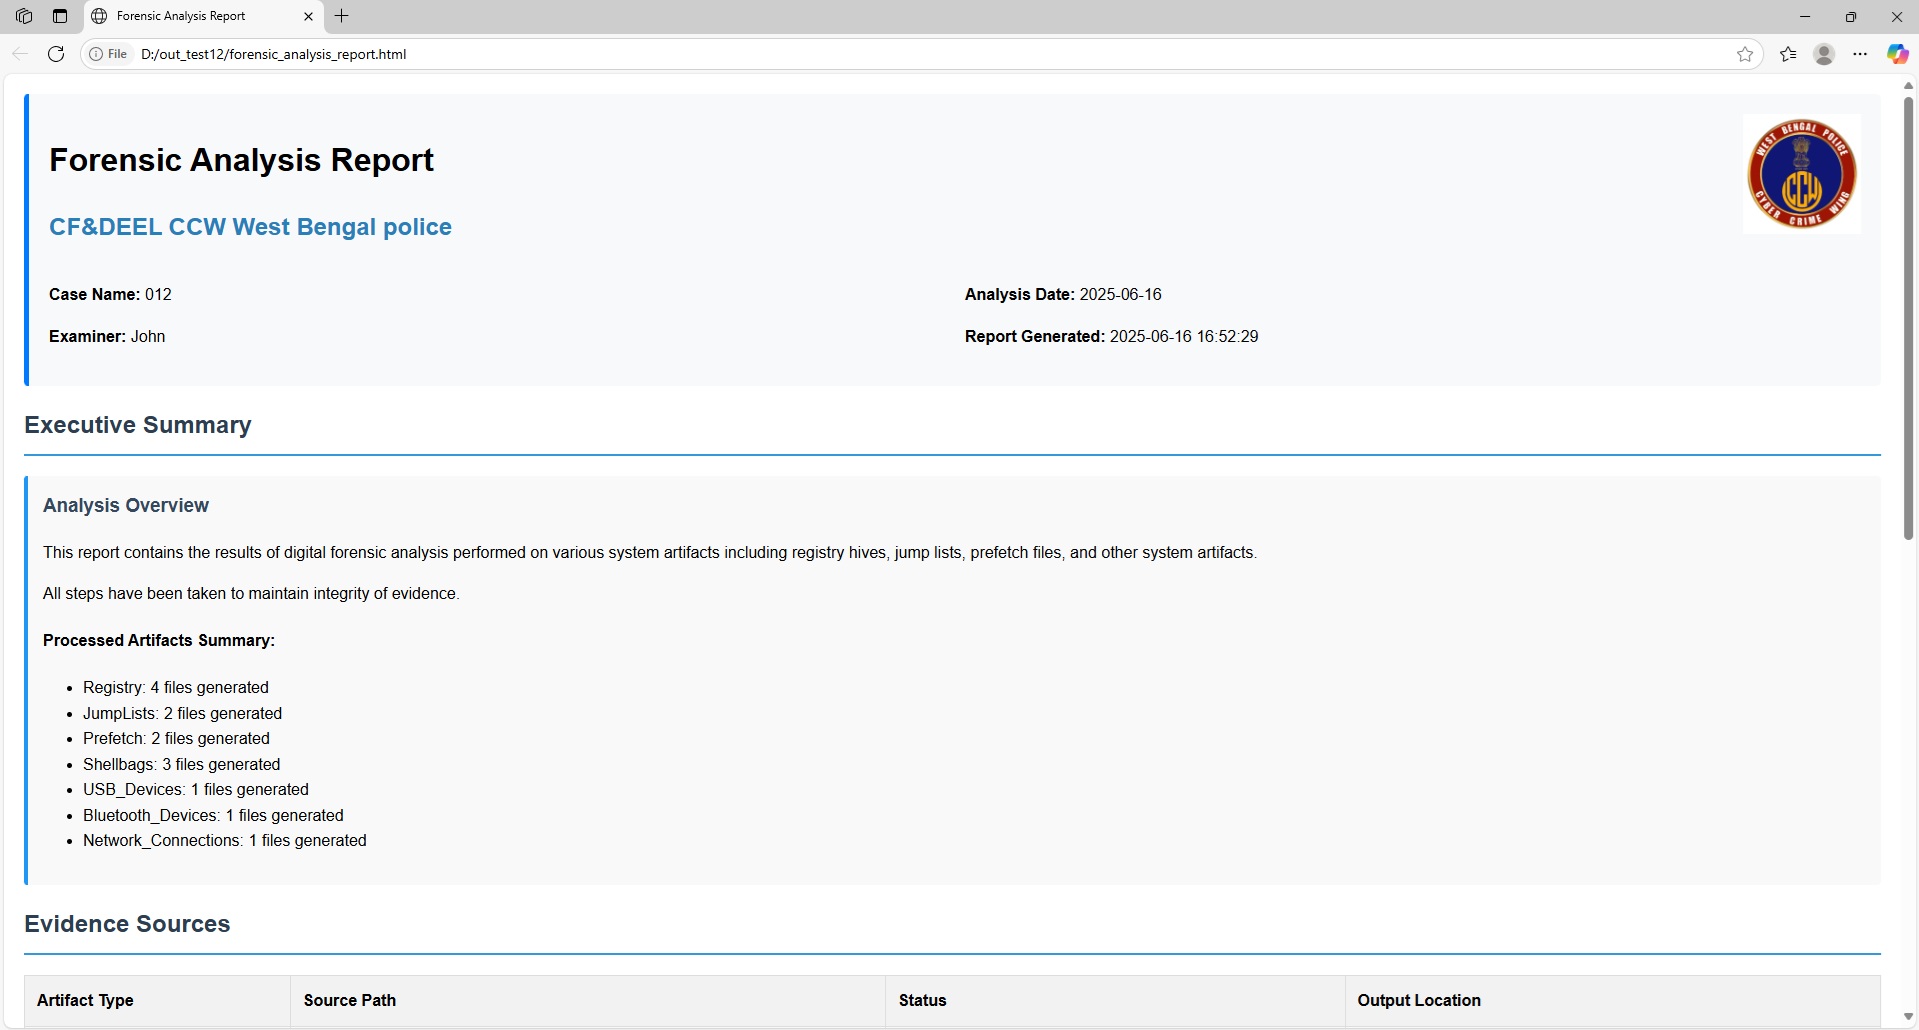 Forensic Analysis Report
File D:/out_test12/forensic_analysis_report.html
Forensic Analysis Report
WEST BENGAL POLICE
CCW
CYBER CRIME WING
CF&DEEL CCW West Bengal police
Case Name: 012
Analysis Date: 2025-06-16
Examiner: John
Report Generated: 2025-06-16 16:52:29
Executive Summary
Analysis Overview
This report contains the results of digital forensic analysis performed on various system artifacts including registry hives, jump lists, prefetch files, and other system artifacts.
All steps have been taken to maintain integrity of evidence.
Processed Artifacts Summary:
• Registry: 4 files generated
• JumpLists: 2 files generated
• Prefetch: 2 files generated
• Shellbags: 3 files generated
• USB_Devices: 1 files generated
• Bluetooth_Devices: 1 files generated
• Network_Connections: 1 files generated
Evidence Sources
Artifact Type Source Path Status Output Location